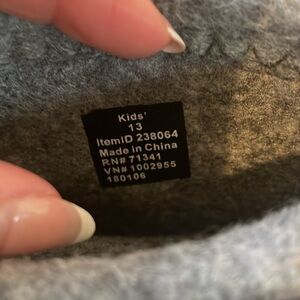 Kids'
13
ItemID 238064
Made in China
RN# 71341
VN# 1002955
180106